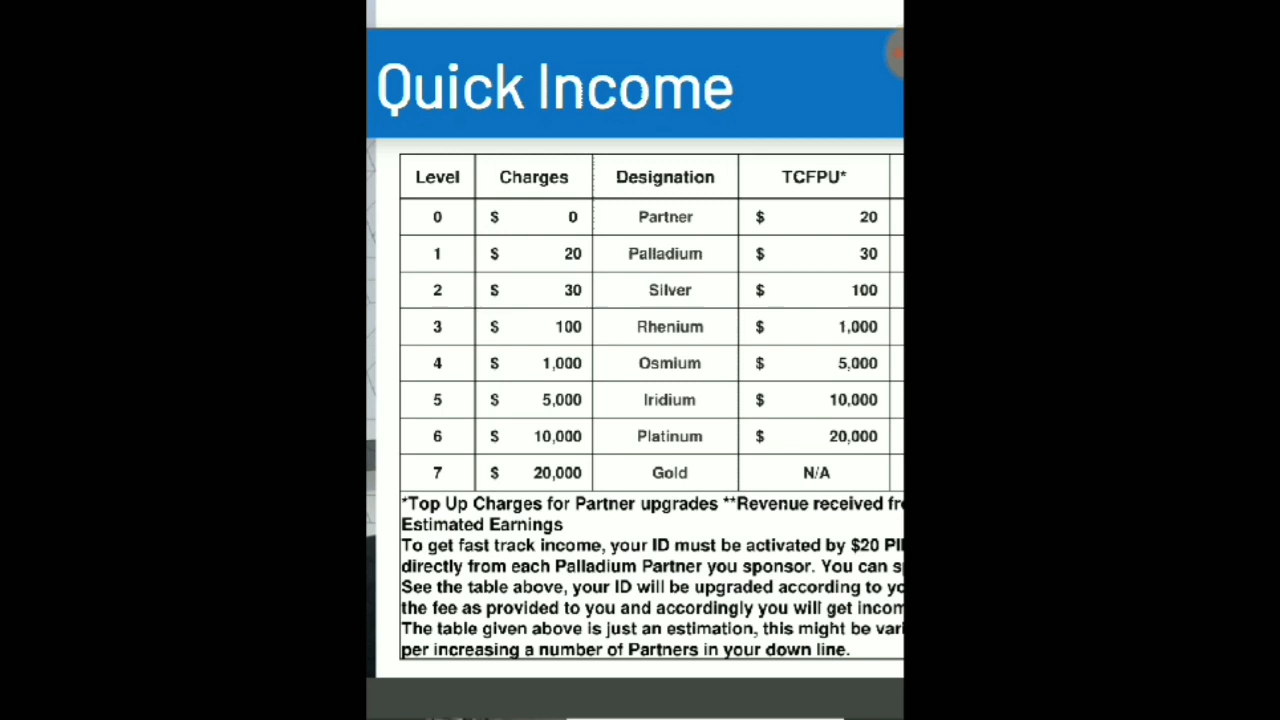 Quick Income
Level Charges Designation TCFPU*
0 $ 0 Partner $ 20
1 $ 20 Palladium $ 30
2 $ 30 Silver $ 100
3 $ 100 Rhenium $ 1,000
4 $ 1,000 Osmium $ 5,000
5 $ 5,000 Iridium $ 10,000
6 $ 10,000 Platinum $ 20,000
7 $ 20,000 Gold N/A
*Top Up Charges for Partner upgrades **Revenue received
Estimated Earnings
To get fast track income, your ID must be activated by $20
directly from each Palladium Partner you sponsor. You can
See the table above, your ID will be upgraded according to
the fee as provided to you and accordingly you will get
The table given above is just an estimation, this might be
per increasing a number of Partners in your down line.